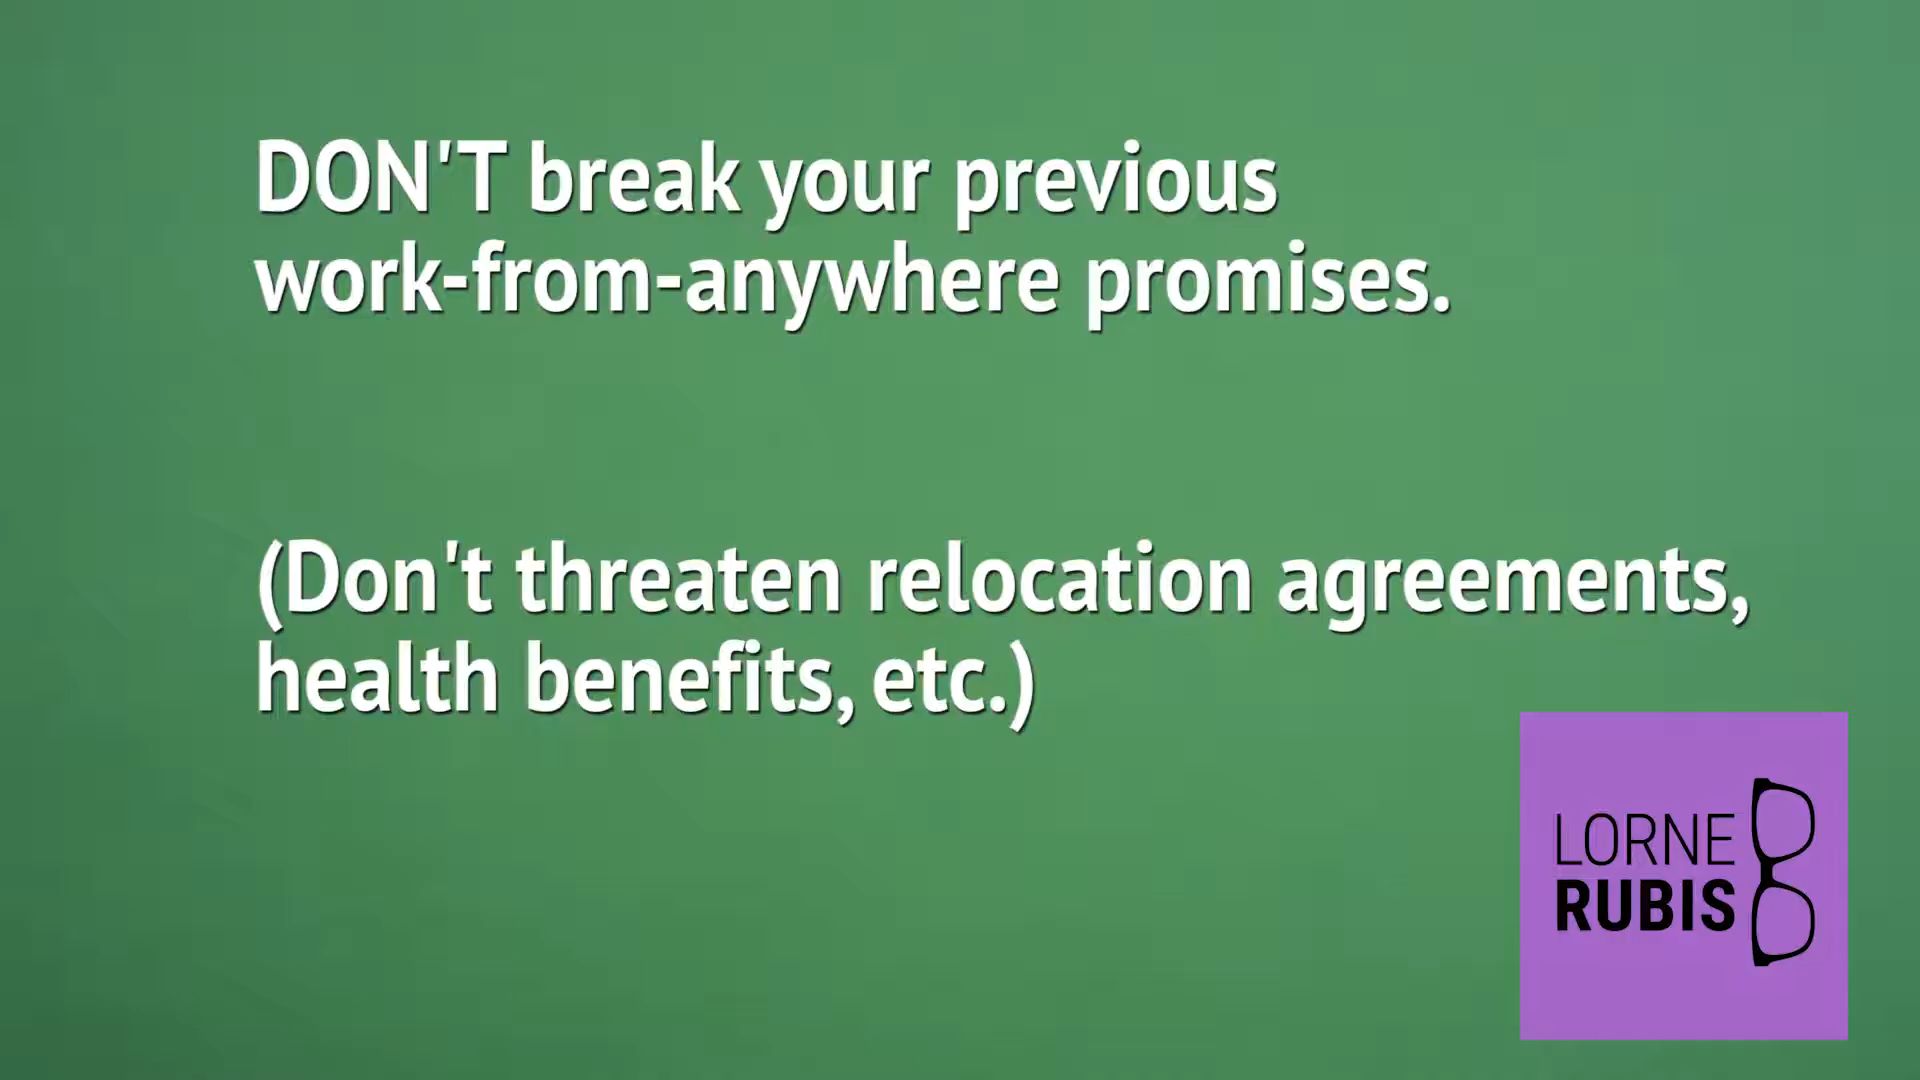 DON'T break your previous
work-from-anywhere promises.
(Don't threaten relocation agreements,
health benefits, etc.)
LORNE
RUBIS